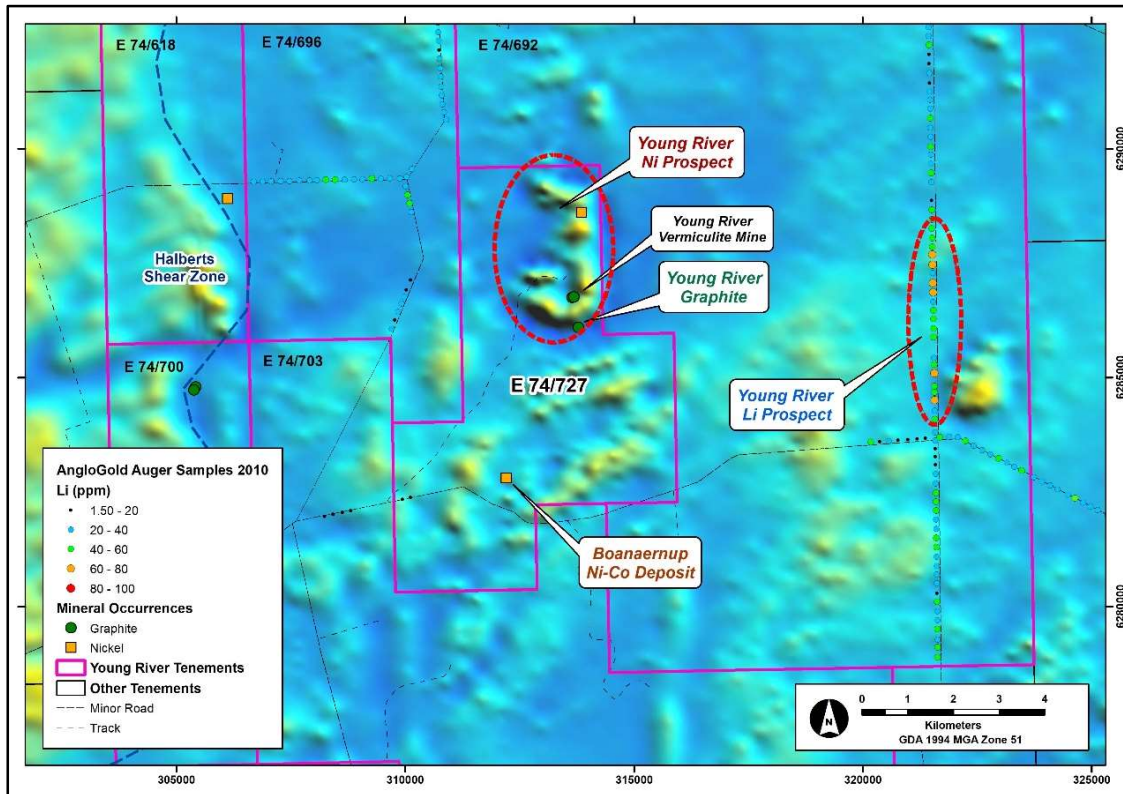 E 74/618
E 74/696
E 74/692
6290000
Young River
Ni Prospect
Young River
Vermiculite Mine
Halberts
Shear Zone
Young River
Graphite
E 74/700
E 74/703
E 74/727
6285000
Young River
Li Prospect
Boanaernup
Ni-Co Deposit
6280000
AngloGold Auger Samples 2010
Li (ppm)
1.50 - 20
20 - 40
40 - 60
60 - 80
80 - 100
Mineral Occurrences
Graphite
Nickel
Young River Tenements
Other Tenements
Minor Road
Track
N
0 1 2 3 4
Kilometers
GDA 1994 MGA Zone 51
305000
310000
315000
320000
325000